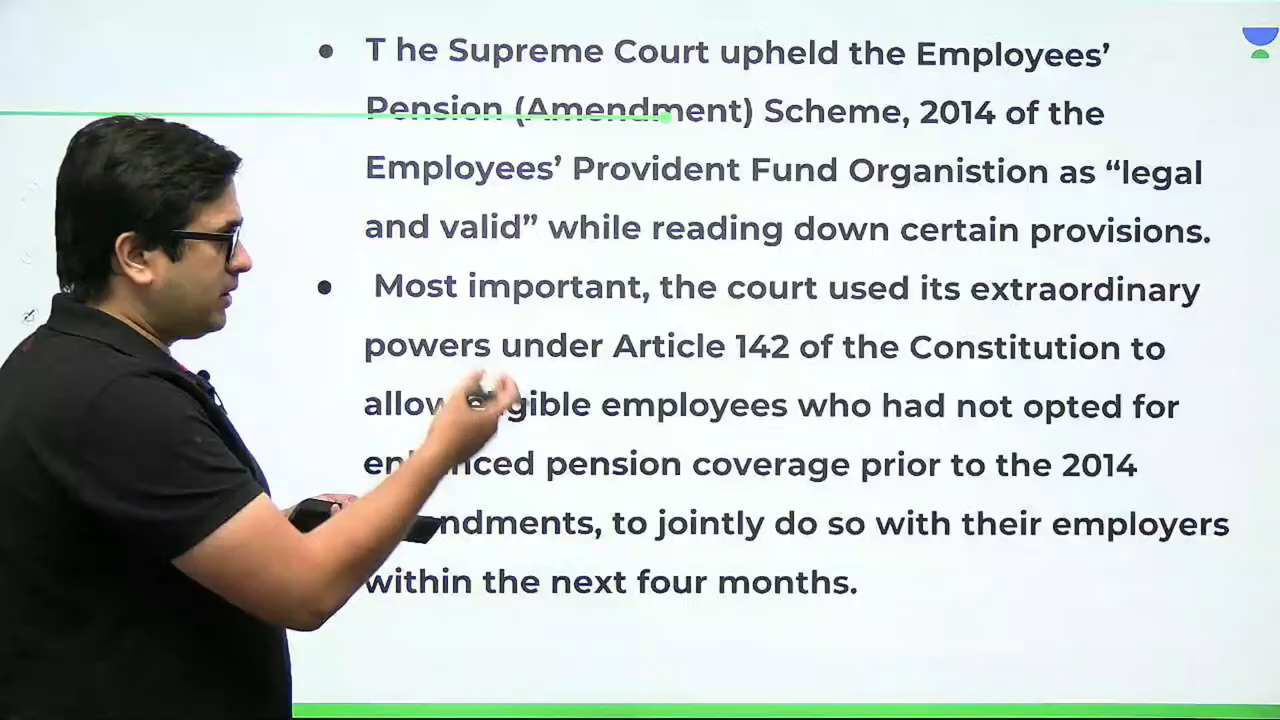 • T he Supreme Court upheld the Employees’
Pension (Amendment) Scheme, 2014 of the
Employees’ Provident Fund Organistion as “legal
and valid” while reading down certain provisions.
• Most important, the court used its extraordinary
powers under Article 142 of the Constitution to
employees who had not opted for
pension coverage prior to the 2014
to jointly do so with their employers
within the next four months.